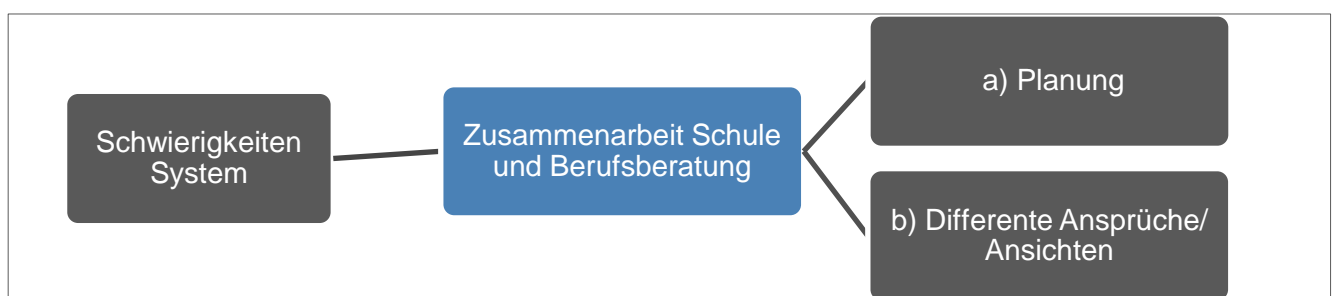 Schwierigkeiten
System
Zusammenarbeit Schule
und Berufsberatung
a) Planung
b) Differente Ansprüche/
Ansichten